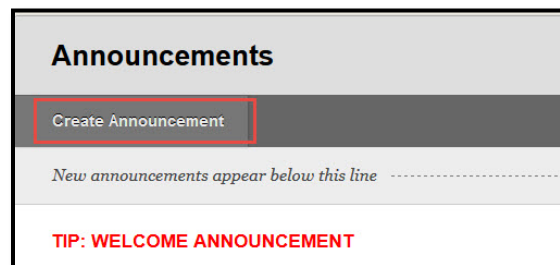 Announcements
Create Announcement
New announcements appear below this line
TIP: WELCOME ANNOUNCEMENT